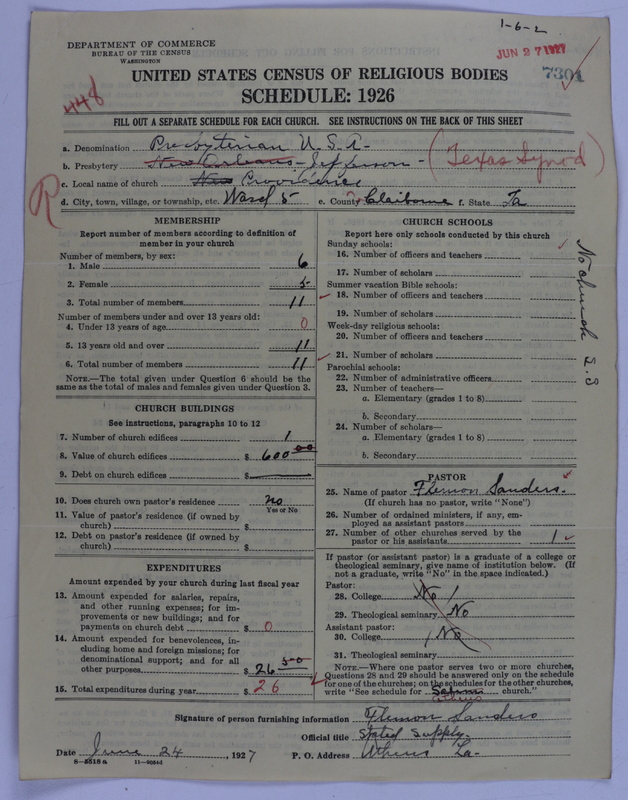 1-6-2
DEPARTMENT OF COMMERCE
BUREAU OF THE CENSUS
WASHINGTON
JUN 27 1927
7301
448
UNITED STATES CENSUS OF RELIGIOUS BODIES
SCHEDULE: 1926
FILL OUT A SEPARATE SCHEDULE FOR EACH CHURCH. SEE INSTRUCTIONS ON THE BACK OF THIS SHEET
a. Denomination Presbyterian U.S.A.
b. Presbytery New Orleans - Jefferson - (Texas Synod)
c. Local name of church New Providence
R
d. City, town, village, or township, etc. Ward 5 e. County Claiborne f. State La
MEMBERSHIP
Report number of members according to definition of
member in your church
Number of members, by sex:
1. Male 6
2. Female 5
3. Total number of members 11
Number of members under and over 13 years old:
4. Under 13 years of age 0
5. 13 years old and over 11
6. Total number of members 11
NOTE.—The total given under Question 6 should be the
same as the total of males and females given under Question 3.
CHURCH BUILDINGS
See instructions, paragraphs 10 to 12
7. Number of church edifices 1
8. Value of church edifices $ 600 00
9. Debt on church edifices $
10. Does church own pastor's residence no
Yes or No
11. Value of pastor's residence (if owned by
church) $
12. Debt on pastor's residence (if owned by
church) $
EXPENDITURES
Amount expended by your church during last fiscal year
13. Amount expended for salaries, repairs,
and other running expenses; for im-
provements or new buildings; and for
payments on church debt $ 0
14. Amount expended for benevolences, in-
cluding home and foreign missions; for
denominational support; and for all
other purposes $ 26 50
15. Total expenditures during year $ 26
CHURCH SCHOOLS
Report here only schools conducted by this church
Sunday schools:
16. Number of officers and teachers
17. Number of scholars
Summer vacation Bible schools:
18. Number of officers and teachers
19. Number of scholars
Week-day religious schools:
20. Number of officers and teachers
21. Number of scholars
Parochial schools:
22. Number of administrative officers
23. Number of teachers—
a. Elementary (grades 1 to 8)
b. Secondary
24. Number of scholars—
a. Elementary (grades 1 to 8)
b. Secondary
No church S.S
PASTOR
25. Name of pastor Flemon Sanders.
(If church has no pastor, write "None")
26. Number of ordained ministers, if any, em-
ployed as assistant pastors
27. Number of other churches served by the
pastor or his assistants 1
If pastor (or assistant pastor) is a graduate of a college or
theological seminary, give name of institution below. (If
not a graduate, write "No" in the space indicated.)
Pastor:
28. College No
29. Theological seminary No
Assistant pastor:
30. College No
31. Theological seminary
NOTE.—Where one pastor serves two or more churches,
Questions 28 and 29 should be answered only on the schedule
for one of the churches; on the schedules for the other churches,
write "See schedule for Salem church."
Athens
Signature of person furnishing information Flemon Sanders
Official title Stated Supply.
Date June 24, 1927 P. O. Address Athens La-
8-5518a 11-9054d